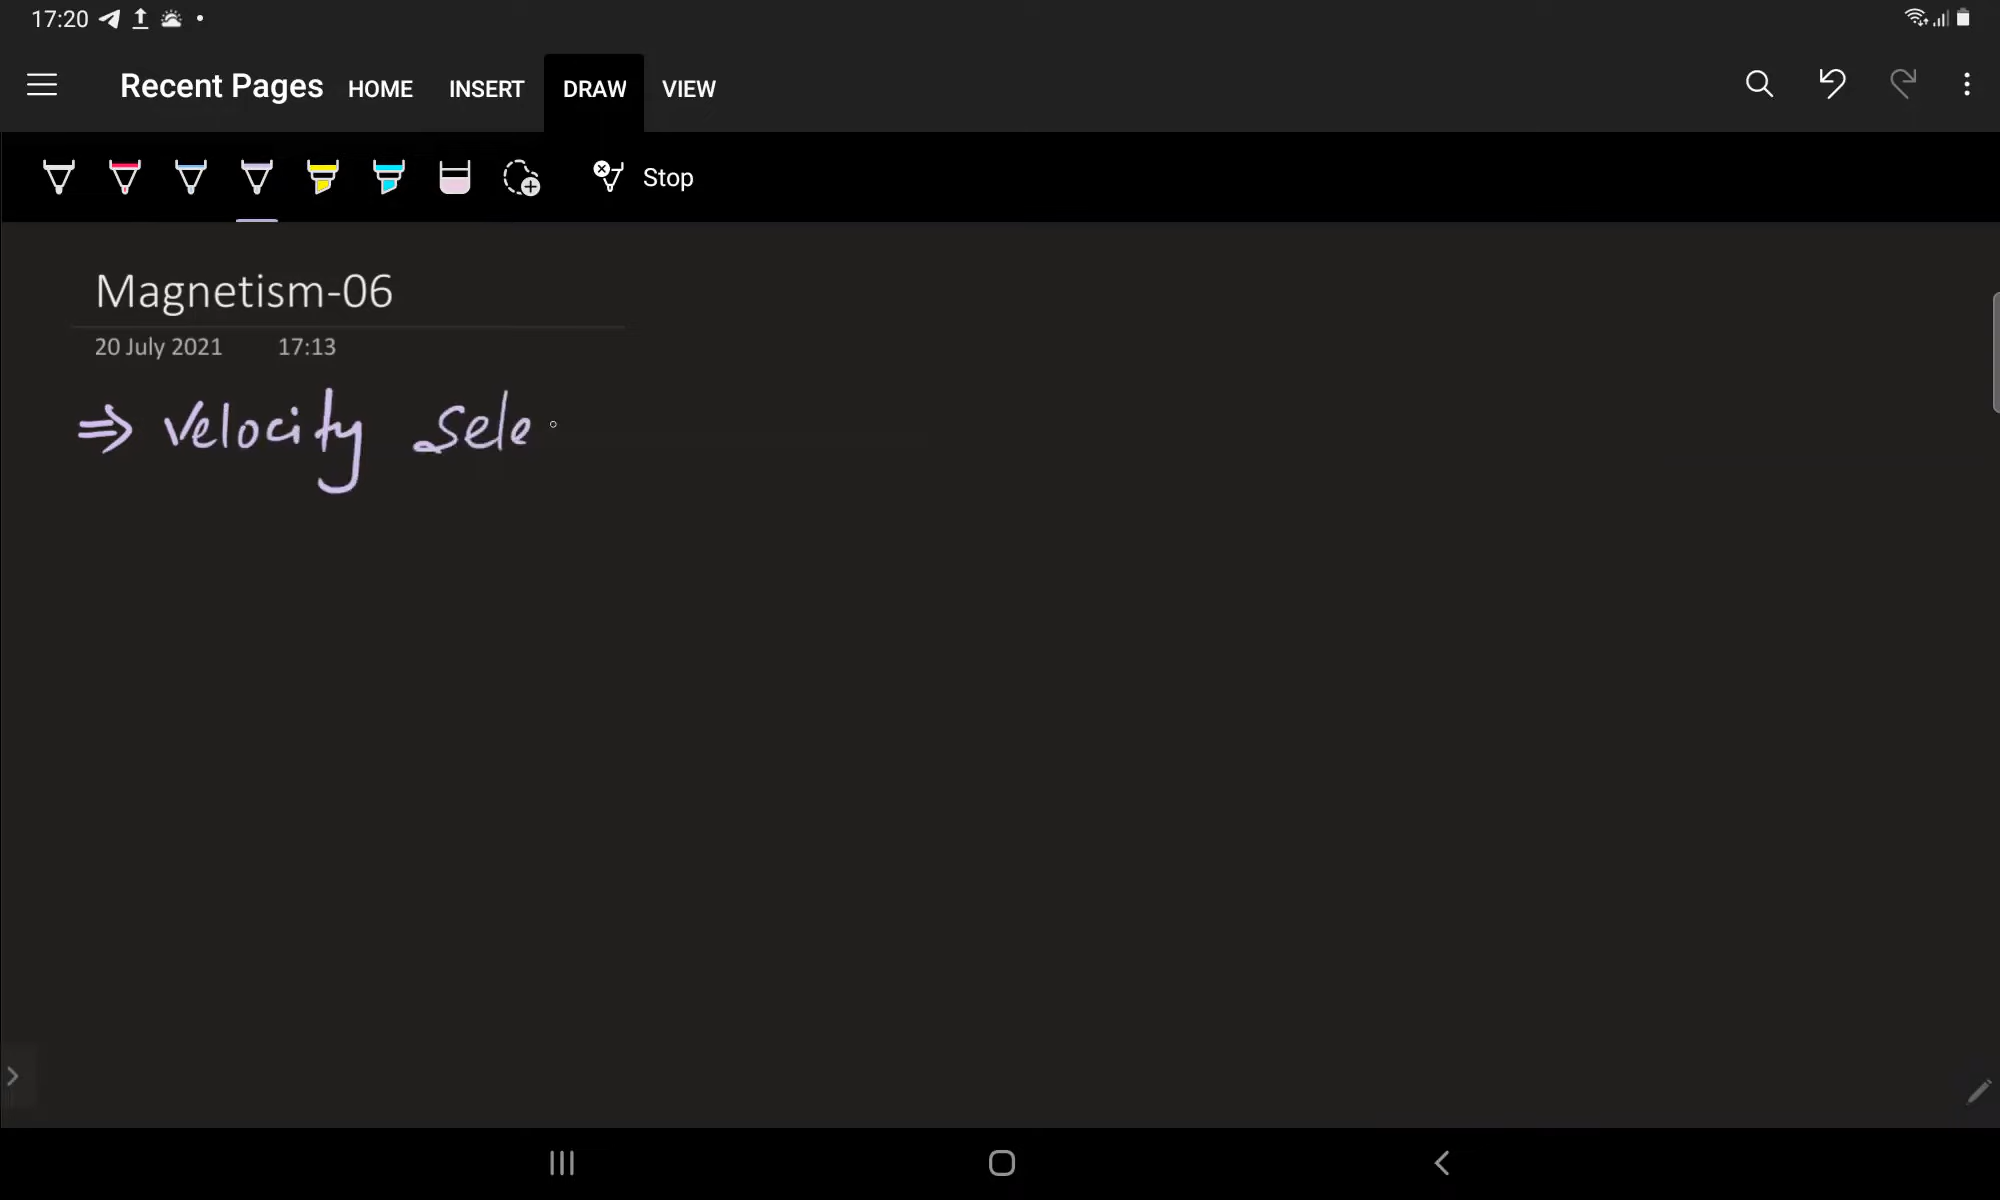 17:20
Recent Pages HOME INSERT DRAW VIEW
Stop
Magnetism-06
20 July 2021 17:13
⇒ Velocity Sele